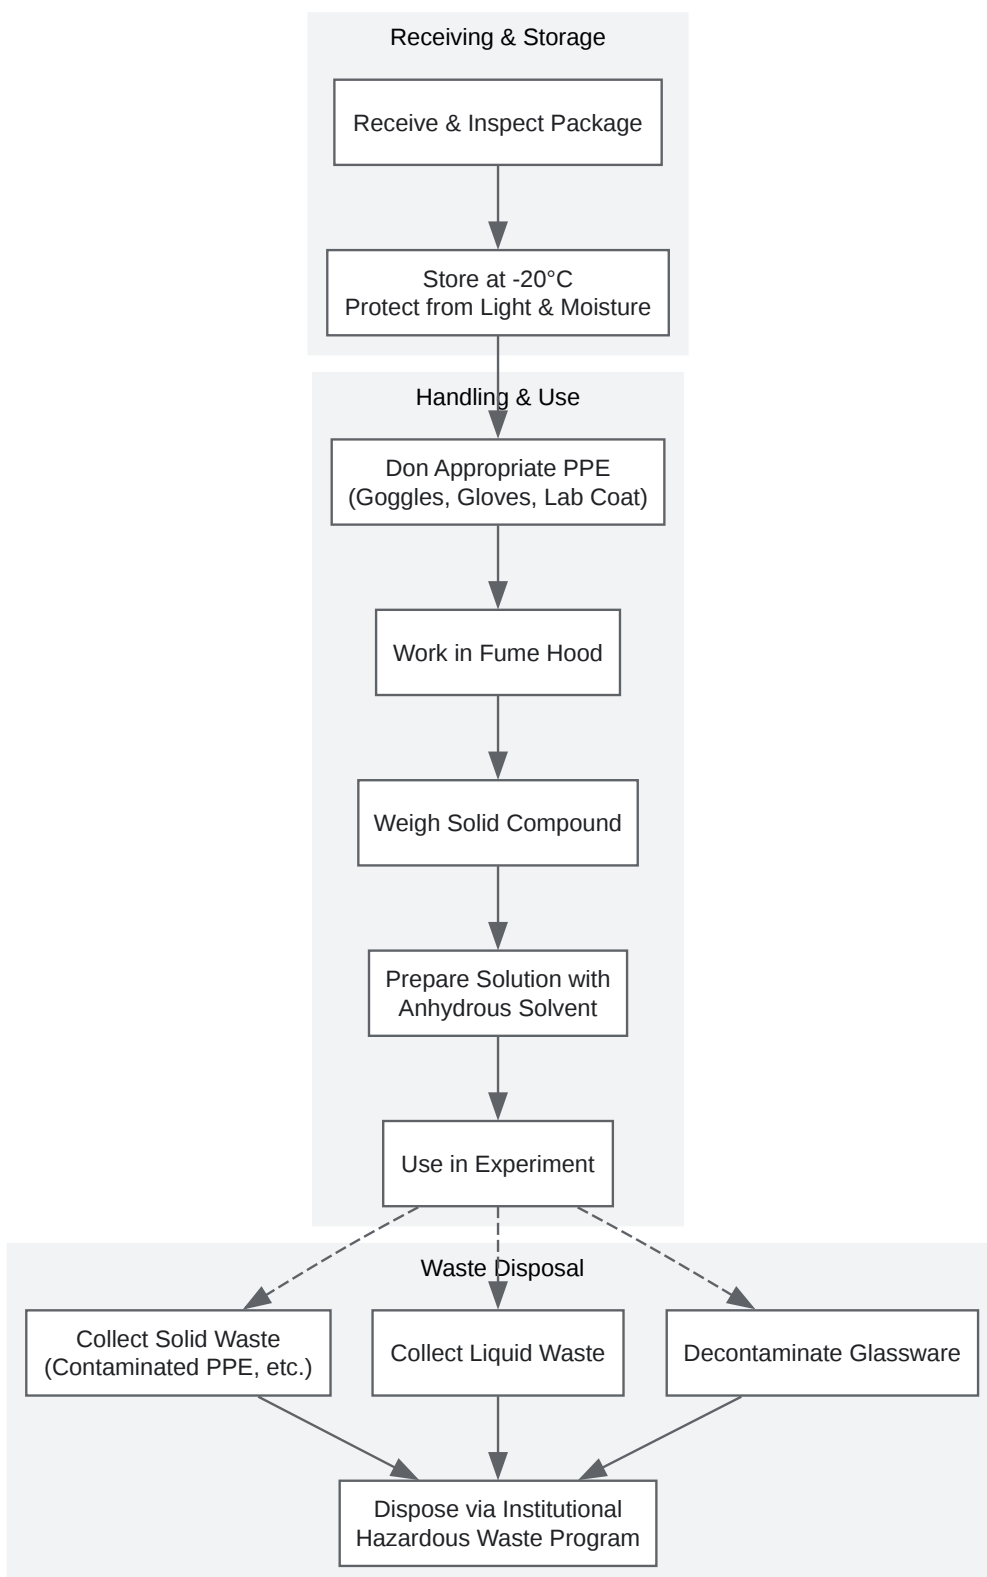 Receiving & Storage
Receive & Inspect Package
Store at -20°C
Protect from Light & Moisture
Handling & Use
Don Appropriate PPE
(Goggles, Gloves, Lab Coat)
Work in Fume Hood
Weigh Solid Compound
Prepare Solution with
Anhydrous Solvent
Use in Experiment
Waste Disposal
Collect Solid Waste
(Contaminated PPE, etc.)
Collect Liquid Waste
Decontaminate Glassware
Dispose via Institutional
Hazardous Waste Program